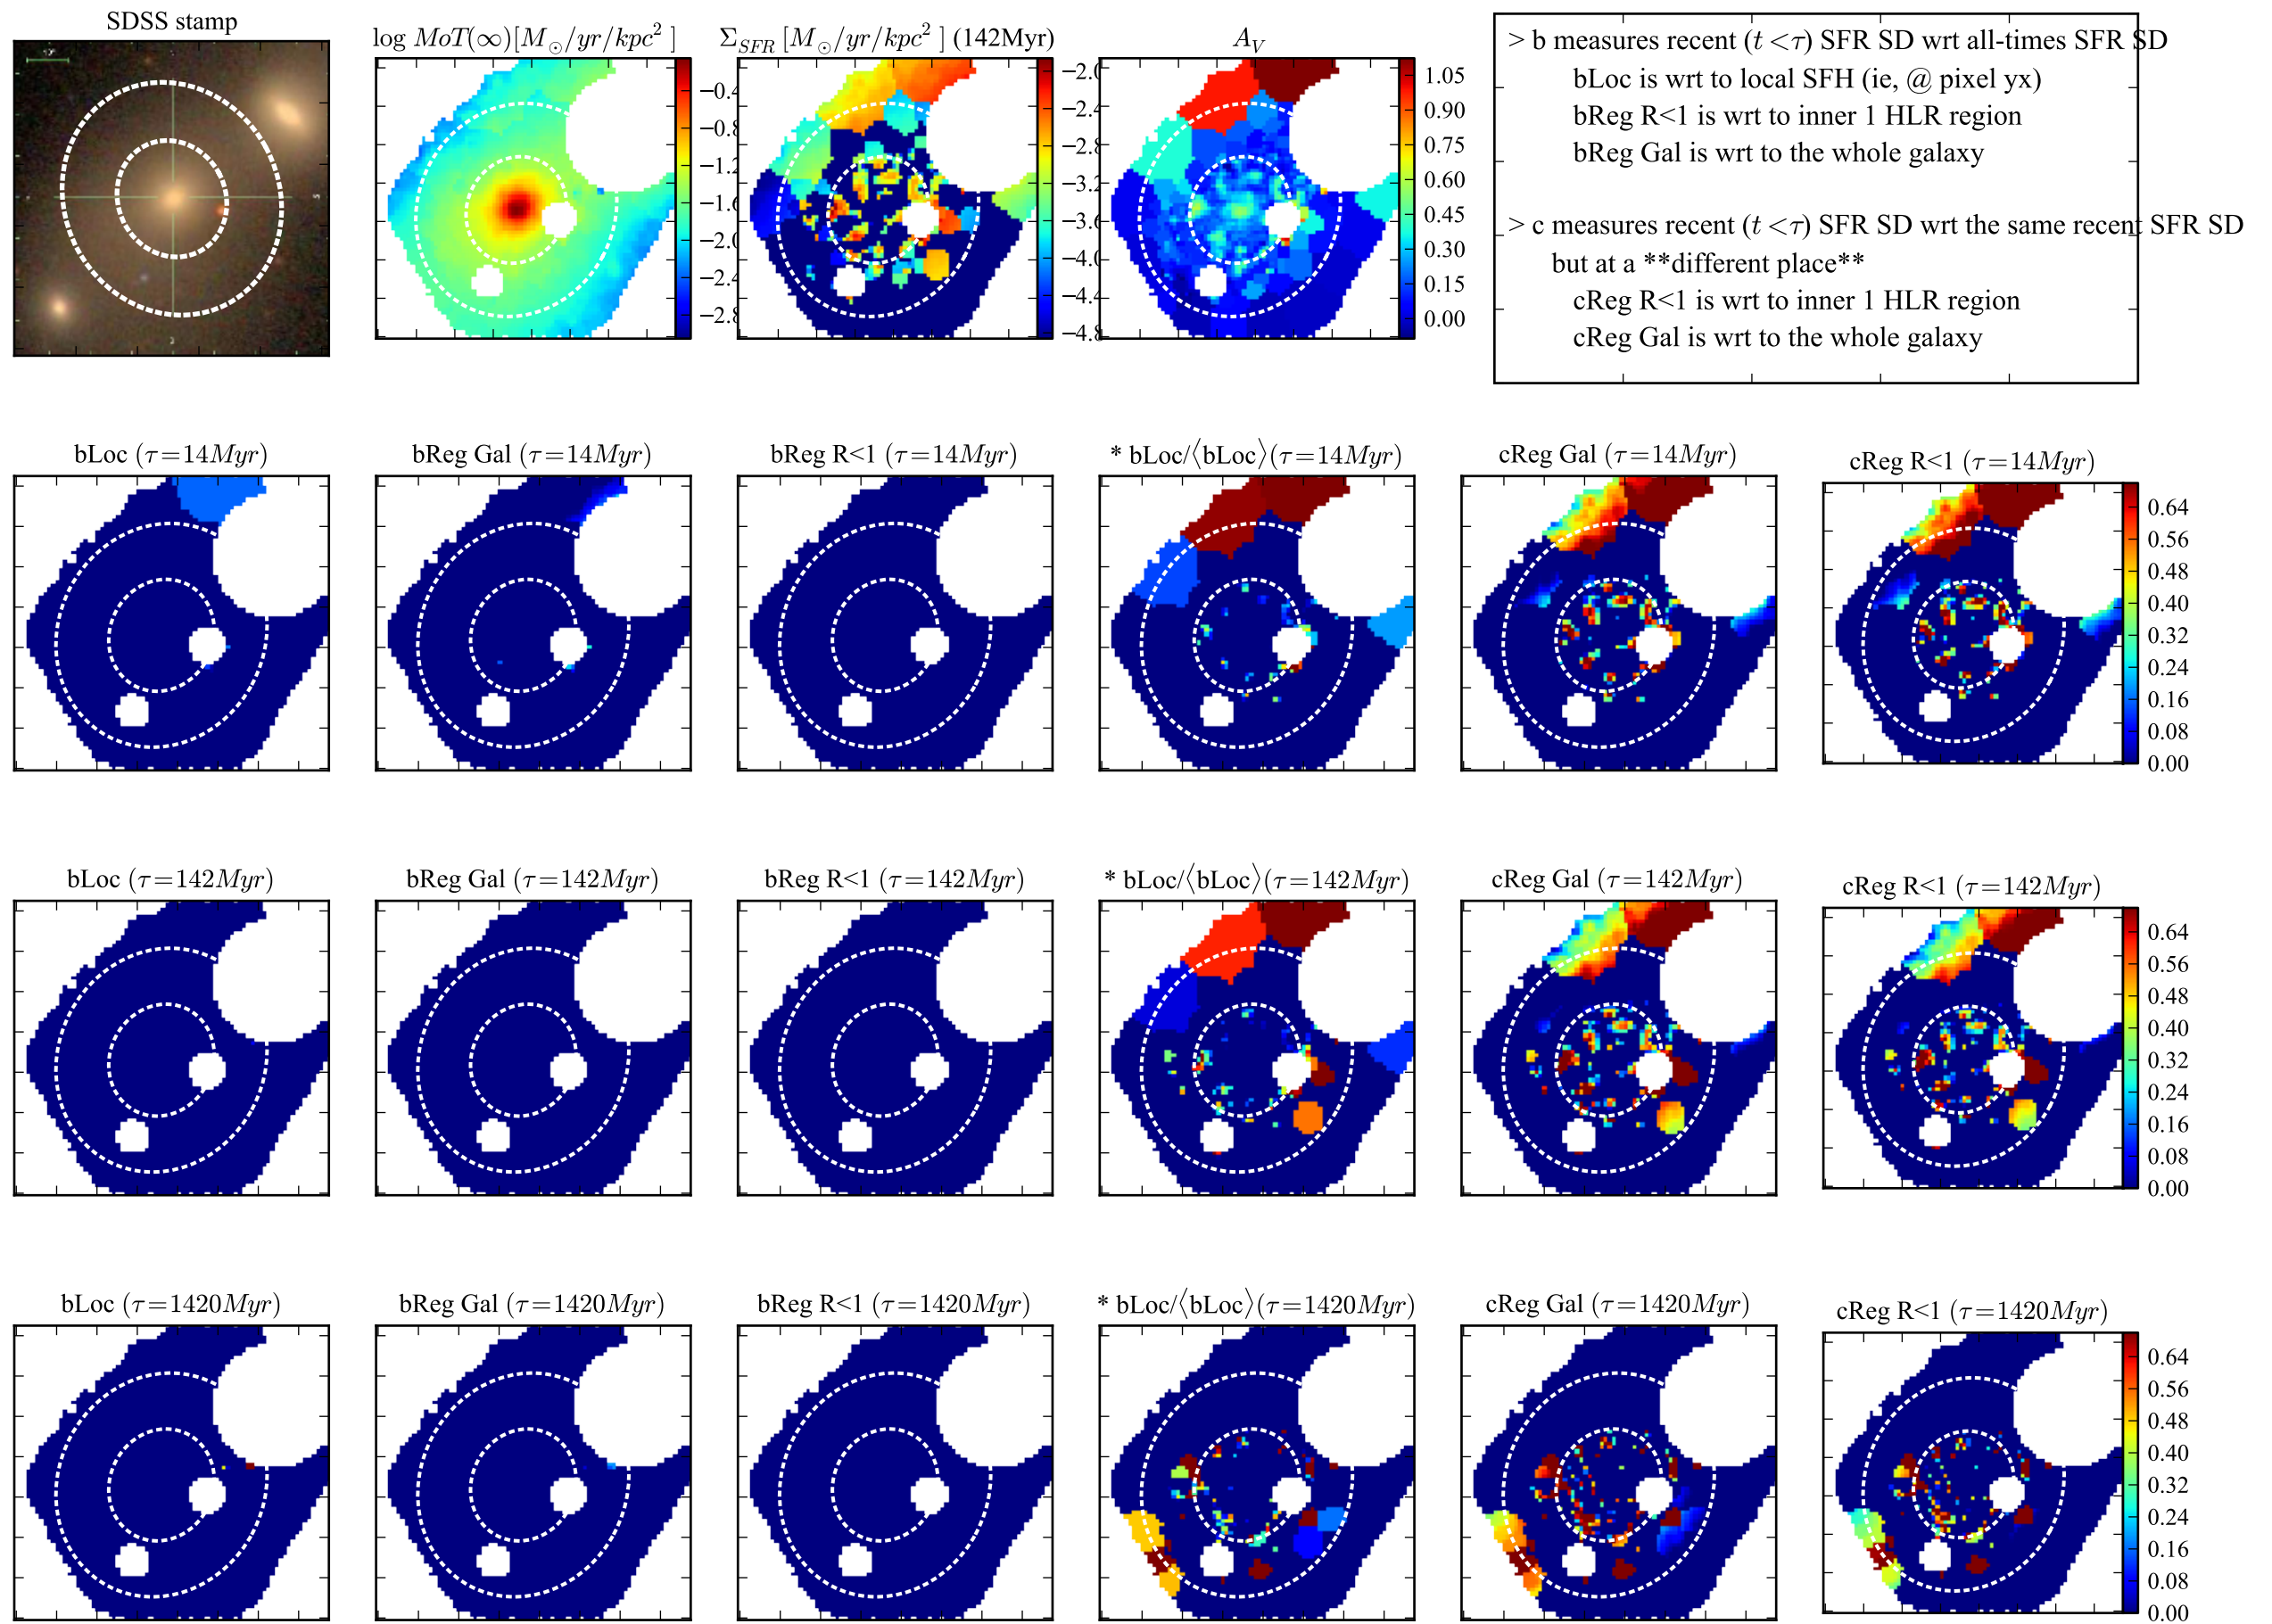 SDSS stamp
log MoT(∞)[M⊙/yr/kpc² ]
Σ_SFR [M⊙/yr/kpc² ] (142Myr)
A_V
−0.4
−0.8
−1.2
−1.6
−2.0
−2.4
−2.8
−2.0
−2.4
−2.8
−3.2
−3.6
−4.0
−4.4
−4.8
1.05
0.90
0.75
0.60
0.45
0.30
0.15
0.00
> b measures recent (t <τ) SFR SD wrt all-times SFR SD
bLoc is wrt to local SFH (ie, @ pixel yx)
bReg R<1 is wrt to inner 1 HLR region
bReg Gal is wrt to the whole galaxy
> c measures recent (t <τ) SFR SD wrt the same recent SFR SD
but at a **different place**
cReg R<1 is wrt to inner 1 HLR region
cReg Gal is wrt to the whole galaxy
bLoc (τ=14Myr)
bReg Gal (τ=14Myr)
bReg R<1 (τ=14Myr)
* bLoc/⟨bLoc⟩(τ=14Myr)
cReg Gal (τ=14Myr)
cReg R<1 (τ=14Myr)
0.64
0.56
0.48
0.40
0.32
0.24
0.16
0.08
0.00
bLoc (τ=142Myr)
bReg Gal (τ=142Myr)
bReg R<1 (τ=142Myr)
* bLoc/⟨bLoc⟩(τ=142Myr)
cReg Gal (τ=142Myr)
cReg R<1 (τ=142Myr)
0.64
0.56
0.48
0.40
0.32
0.24
0.16
0.08
0.00
bLoc (τ=1420Myr)
bReg Gal (τ=1420Myr)
bReg R<1 (τ=1420Myr)
* bLoc/⟨bLoc⟩(τ=1420Myr)
cReg Gal (τ=1420Myr)
cReg R<1 (τ=1420Myr)
0.64
0.56
0.48
0.40
0.32
0.24
0.16
0.08
0.00